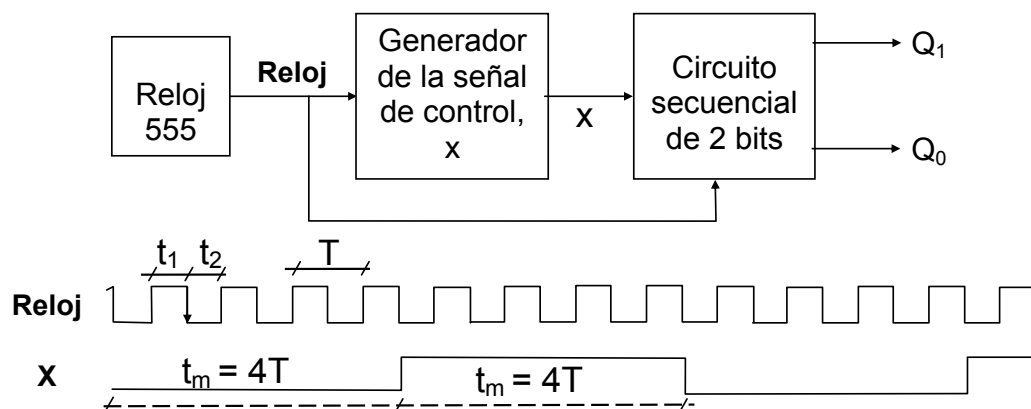 Reloj
555
Reloj
Generador
de la señal
de control,
x
x
Circuito
secuencial
de 2 bits
Q1
Q0
t1 t2
T
Reloj
X
tm = 4T
tm = 4T